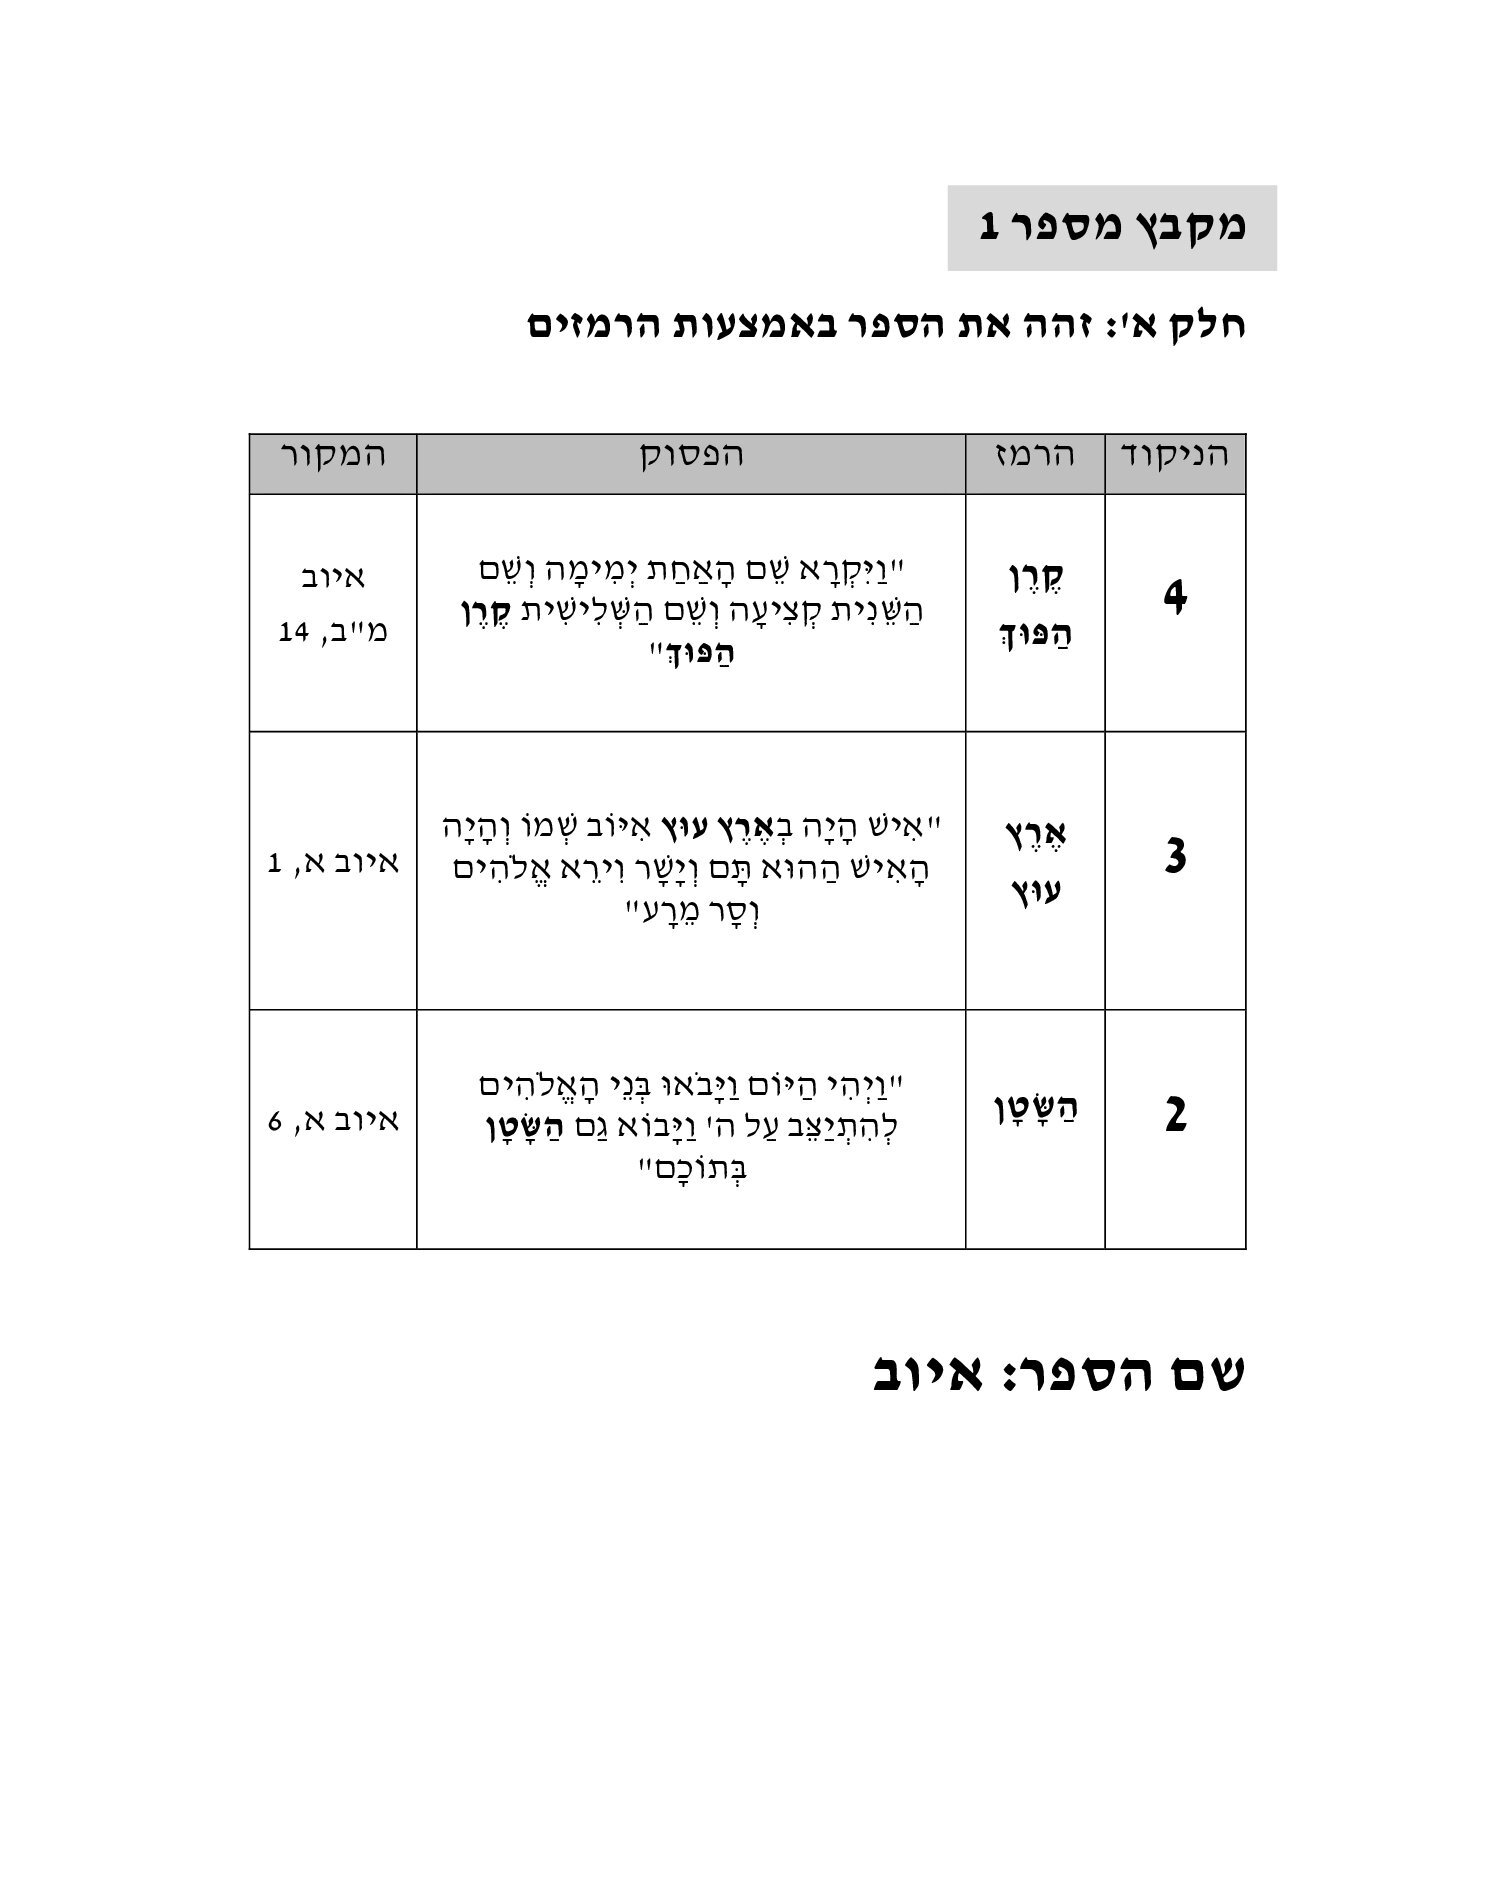 מקבץ מספר 1
חלק א': זהה את הספר באמצעות הרמזים
הניקוד הרמז הפסוק המקור
4
קֶרֶן
הַפּוּךְ
"וַיִּקְרָא שֵׁם הָאַחַת יְמִימָה וְשֵׁם
הַשֵּׁנִית קְצִיעָה וְשֵׁם הַשְּׁלִישִׁית קֶרֶן
הַפּוּךְ"
איוב
מ"ב, 14
3
אֶרֶץ
עוּץ
"אִישׁ הָיָה בְאֶרֶץ עוּץ אִיּוֹב שְׁמוֹ וְהָיָה
הָאִישׁ הַהוּא תָּם וְיָשָׁר וִירֵא אֱלֹהִים
וְסָר מֵרָע"
איוב א, 1
2
הַשָּׂטָן
"וַיְהִי הַיּוֹם וַיָּבֹאוּ בְּנֵי הָאֱלֹהִים
לְהִתְיַצֵּב עַל ה' וַיָּבוֹא גַם הַשָּׂטָן
בְּתוֹכָם"
איוב א, 6
שם הספר: איוב